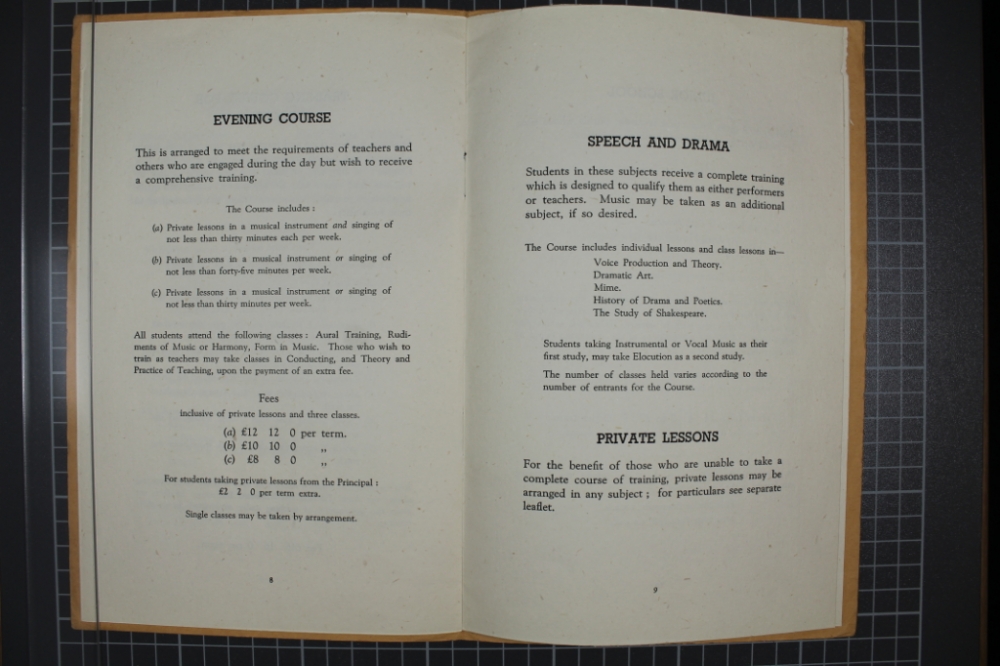 EVENING COURSE
This is arranged to meet the requirements of teachers and
others who are engaged during the day but wish to receive
a comprehensive training.
The Course includes :
(a) Private lessons in a musical instrument and singing of
not less than thirty minutes each per week.
(b) Private lessons in a musical instrument or singing of
not less than forty-five minutes per week.
(c) Private lessons in a musical instrument or singing of
not less than thirty minutes per week.
All students attend the following classes : Aural Training, Rudi-
ments of Music or Harmony, Form in Music. Those who wish to
train as teachers may take classes in Conducting, and Theory and
Practice of Teaching, upon the payment of an extra fee.
Fees
inclusive of private lessons and three classes.
(a) £12 12 0 per term.
(b) £10 10 0 „
(c) £8 8 0 „
For students taking private lessons from the Principal :
£2 2 0 per term extra.
Single classes may be taken by arrangement.
8
SPEECH AND DRAMA
Students in these subjects receive a complete training
which is designed to qualify them as either performers
or teachers. Music may be taken as an additional
subject, if so desired.
The Course includes individual lessons and class lessons in—
Voice Production and Theory.
Dramatic Art.
Mime.
History of Drama and Poetics.
The Study of Shakespeare.
Students taking Instrumental or Vocal Music as their
first study, may take Elocution as a second study.
The number of classes held varies according to the
number of entrants for the Course.
PRIVATE LESSONS
For the benefit of those who are unable to take a
complete course of training, private lessons may be
arranged in any subject ; for particulars see separate
leaflet.
9